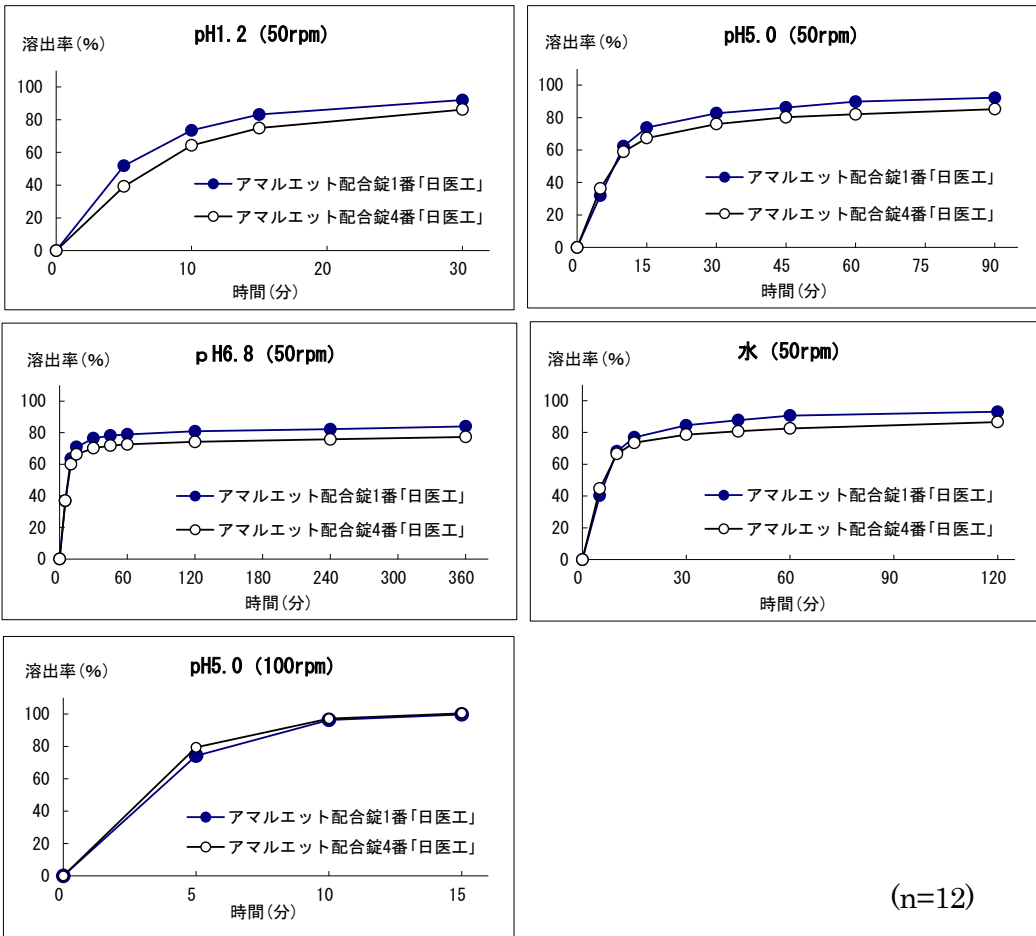 pH1.2 (50rpm)
溶出率(%)
100
80
60
40
20
0
0 10 20 30
時間(分)
アマルエット配合錠1番「日医工」
アマルエット配合錠4番「日医工」
pH5.0 (50rpm)
溶出率(%)
100
80
60
40
20
0
0 15 30 45 60 75 90
時間(分)
アマルエット配合錠1番「日医工」
アマルエット配合錠4番「日医工」
pH6.8 (50rpm)
溶出率(%)
100
80
60
40
20
0
0 60 120 180 240 300 360
時間(分)
アマルエット配合錠1番「日医工」
アマルエット配合錠4番「日医工」
水 (50rpm)
溶出率(%)
100
80
60
40
20
0
0 30 60 90 120
時間(分)
アマルエット配合錠1番「日医工」
アマルエット配合錠4番「日医工」
pH5.0 (100rpm)
溶出率(%)
100
80
60
40
20
0
0 5 10 15
時間(分)
アマルエット配合錠1番「日医工」
アマルエット配合錠4番「日医工」
(n=12)